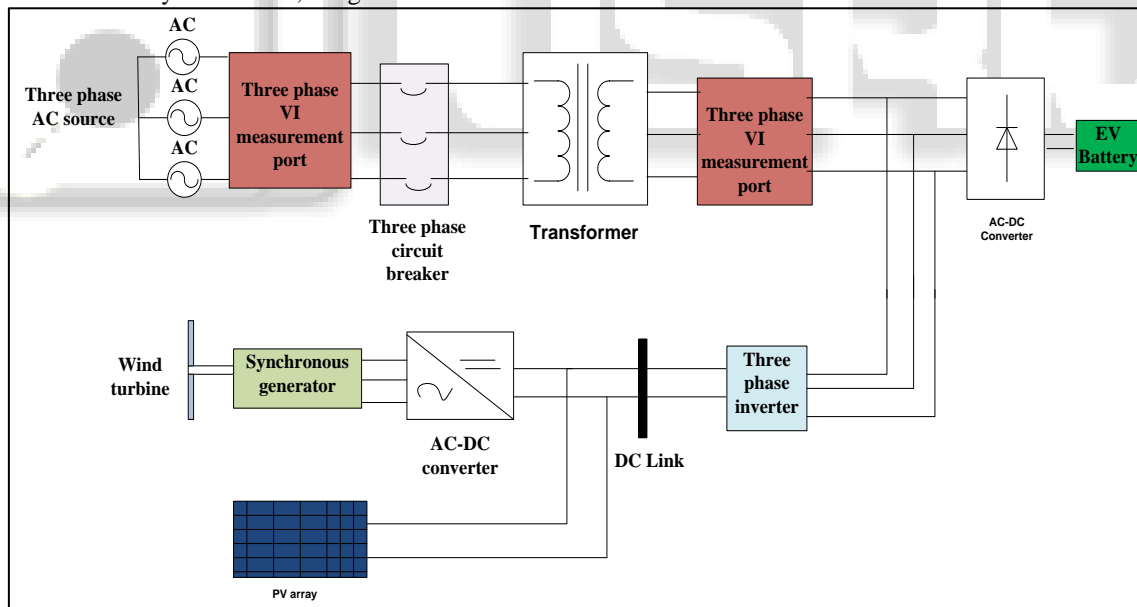 AC
Three phase
AC source
AC
AC
Three phase
VI
measurement
port
Three phase
circuit
breaker
Transformer
Three phase
VI
measurement
port
AC-DC
Converter
EV
Battery
Wind
turbine
Synchronous
generator
AC-DC
converter
DC Link
Three
phase
inverter
PV array